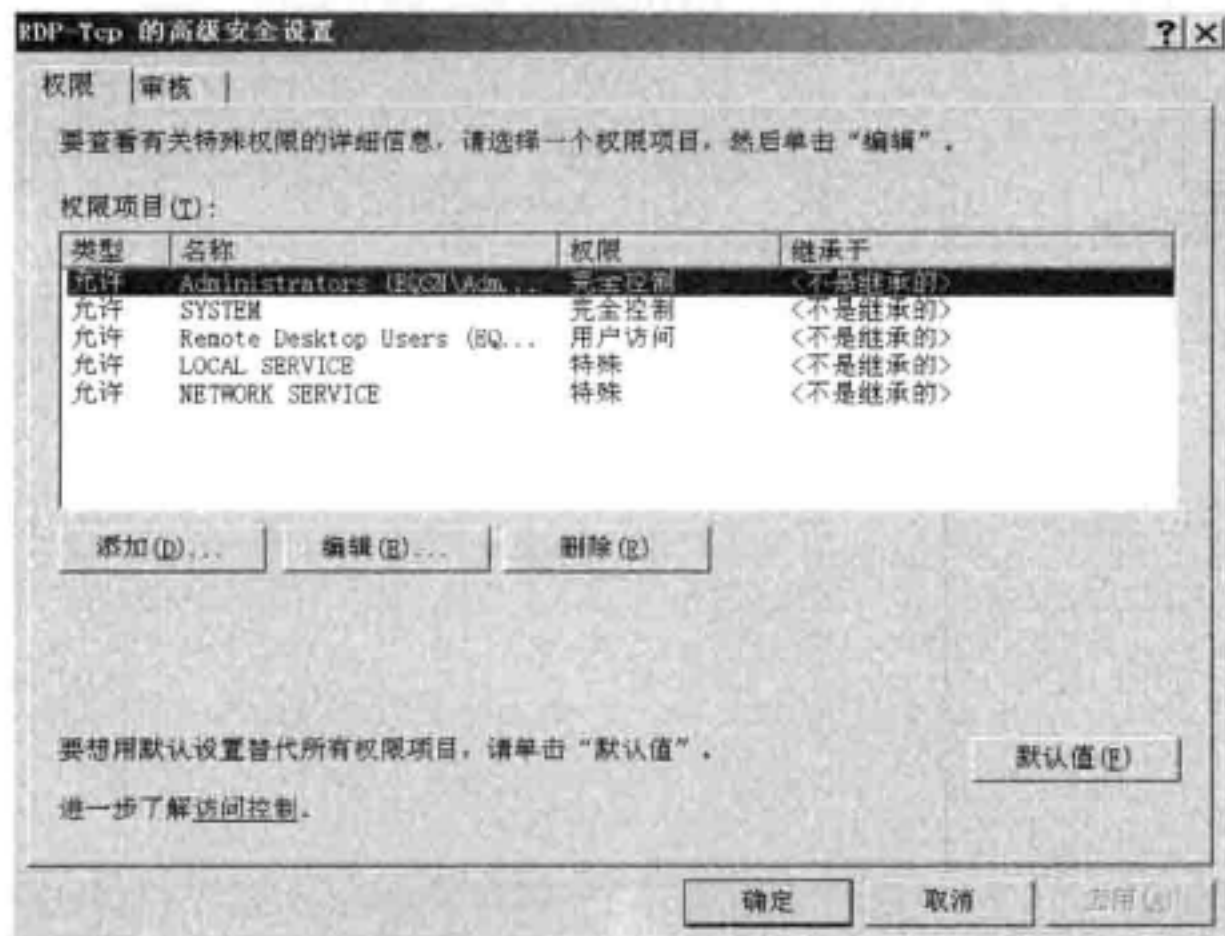 RDP-Tcp 的高级安全设置
权限 审核
要查看有关特殊权限的详细信息，请选择一个权限项目，然后单击“编辑”。
权限项目(T):
类型 名称 权限 继承于
允许 Administrators (EQGN\Adm... 完全控制 <不是继承的>
允许 SYSTEM 完全控制 <不是继承的>
允许 Remote Desktop Users (EQ... 用户访问 <不是继承的>
允许 LOCAL SERVICE 特殊 <不是继承的>
允许 NETWORK SERVICE 特殊 <不是继承的>
添加(D)... 编辑(E)... 删除(R)
要想用默认设置替代所有权限项目，请单击“默认值”。
默认值(F)
进一步了解访问控制.
确定 取消 应用(A)